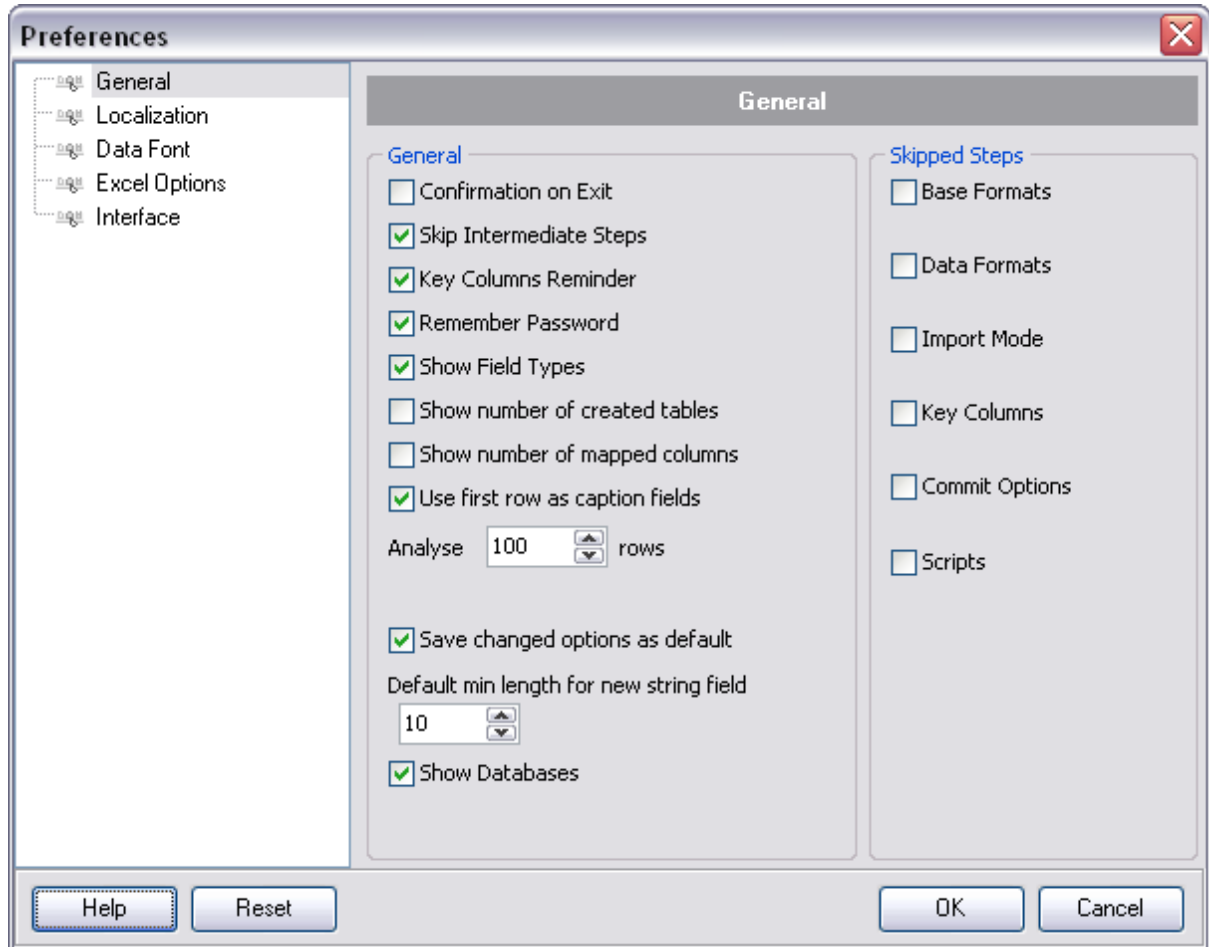 Preferences
General
Localization
Data Font
Excel Options
Interface
General
General
Confirmation on Exit
Skip Intermediate Steps
Key Columns Reminder
Remember Password
Show Field Types
Show number of created tables
Show number of mapped columns
Use first row as caption fields
Analyse 100 rows
Save changed options as default
Default min length for new string field
10
Show Databases
Skipped Steps
Base Formats
Data Formats
Import Mode
Key Columns
Commit Options
Scripts
Help Reset OK Cancel